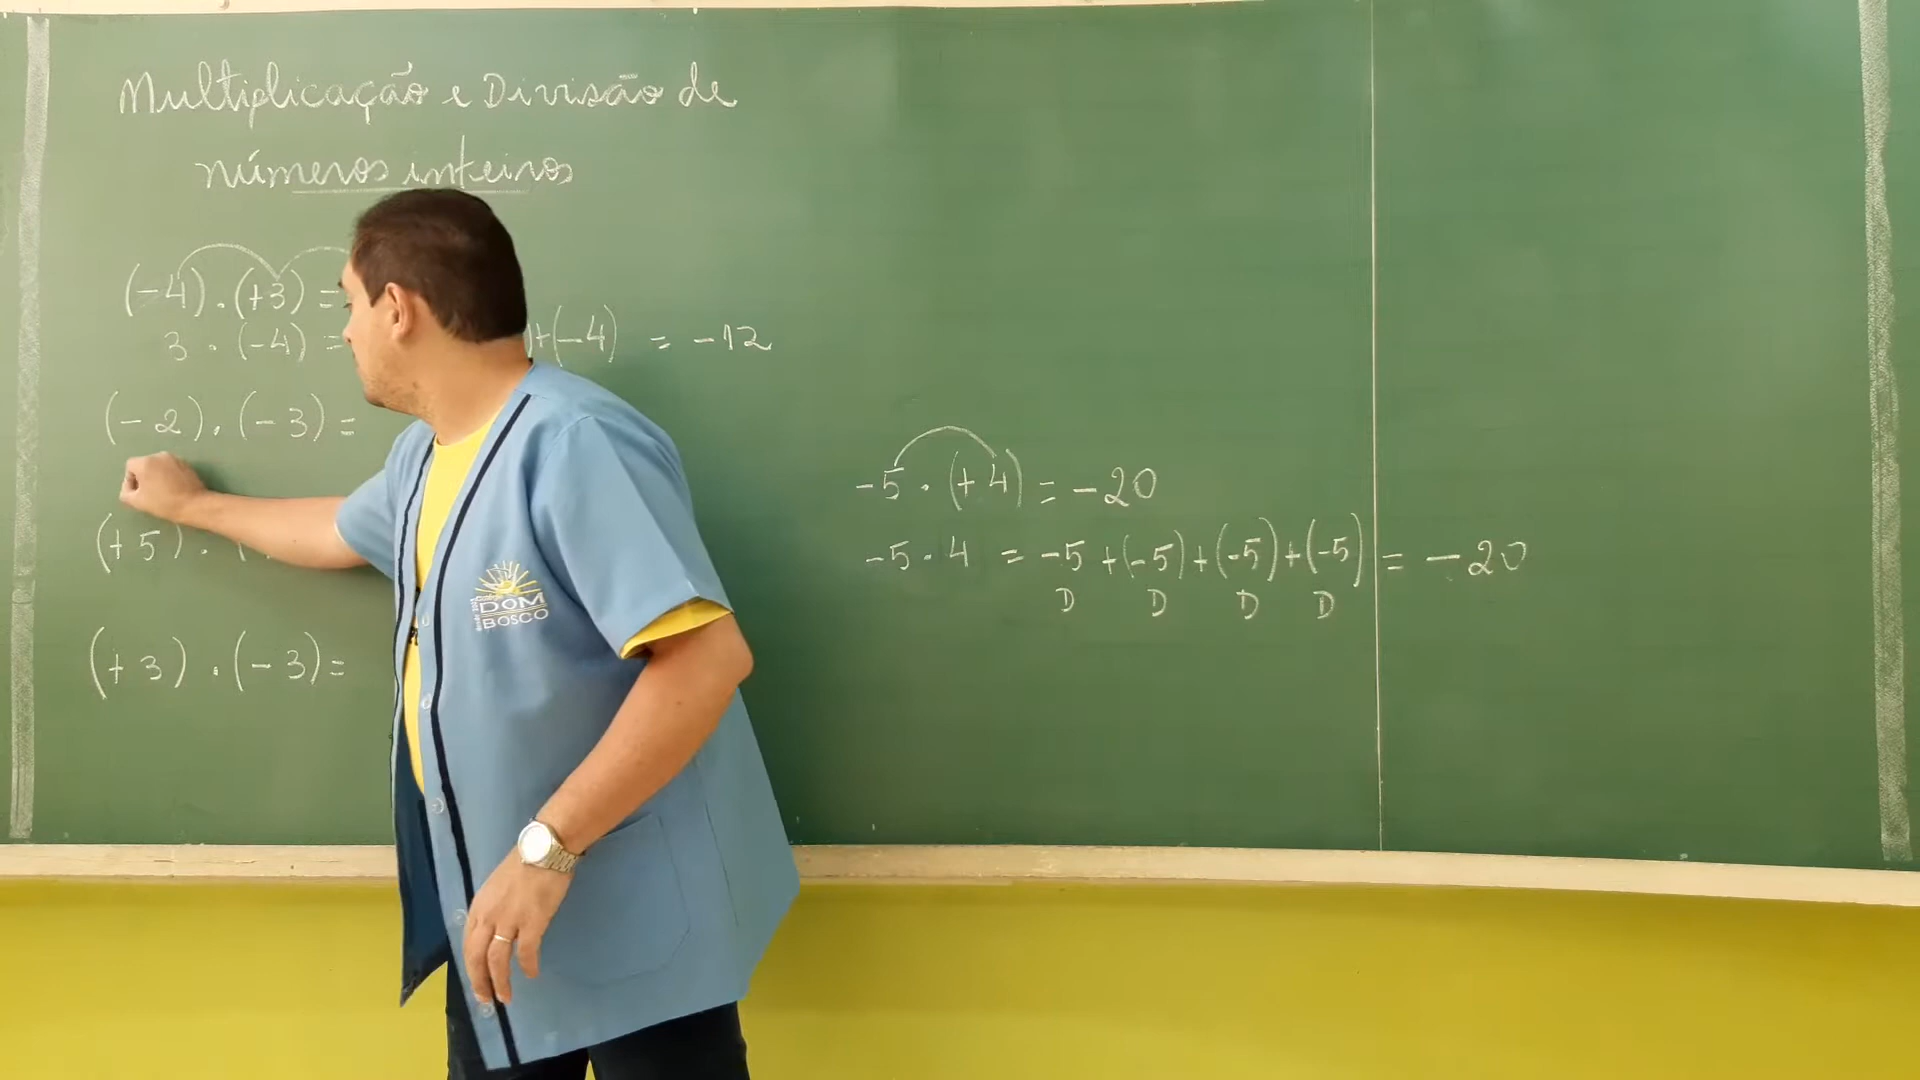 Multiplicação e Divisão de
números inteiros
(-4) . (+3) =
3 . (-4) = )+(-4) = -12
(-2) . (-3) =
(+5) . (
(+3) . (-3) =
-5 . (+4) = -20
-5 . 4 = -5 +(-5)+(-5)+(-5) = -20
D D D D
DOM
BOSCO